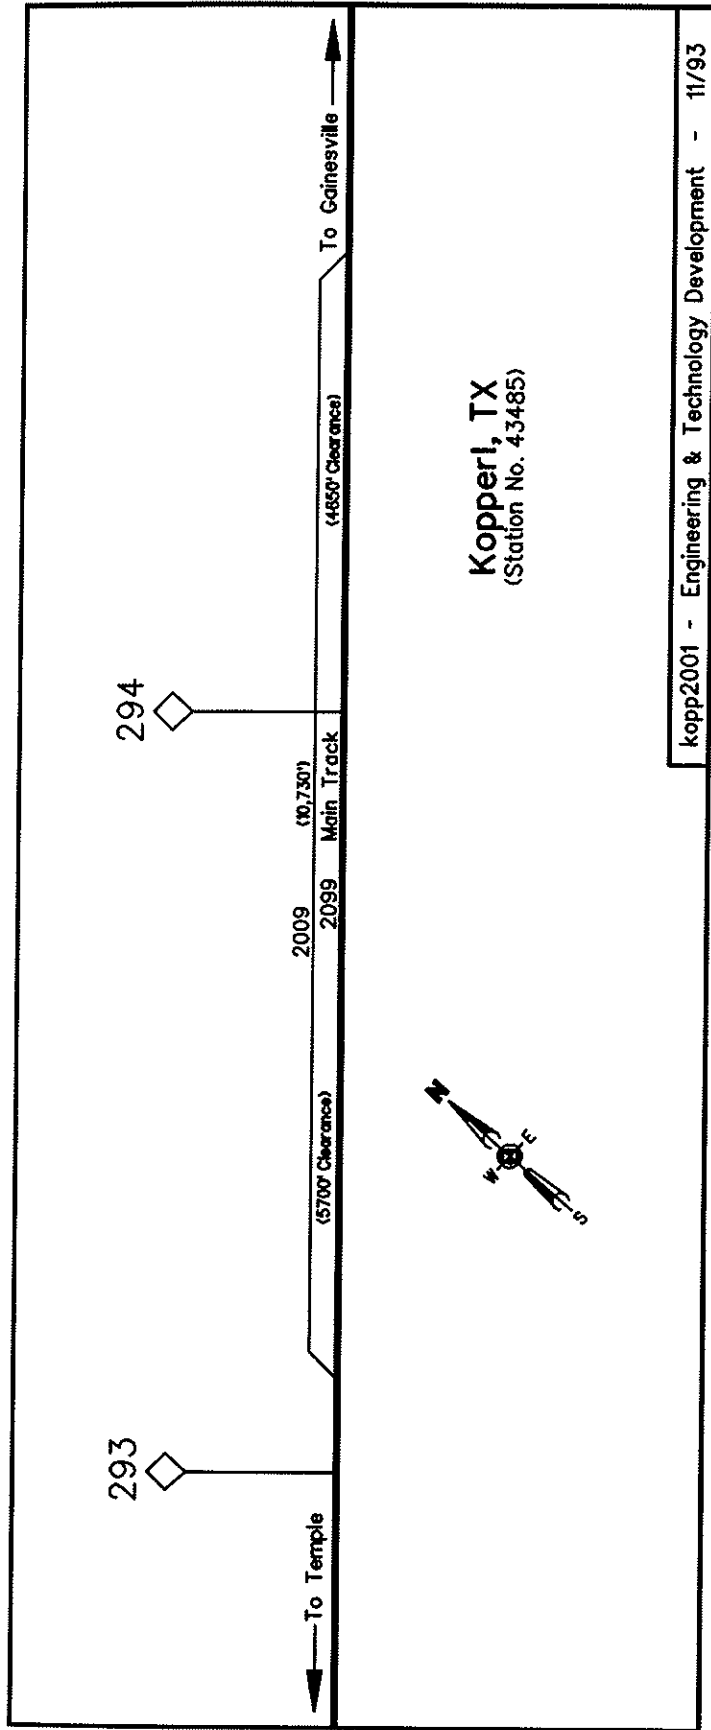 293
294
To Temple
(5700' Clearance)
2009
(10,730')
2099
Main Track
(4850' Clearance)
To Gainesville
N
W
E
S
Kopperl, TX
(Station No. 43485)
kopp2001 - Engineering & Technology Development - 11/93